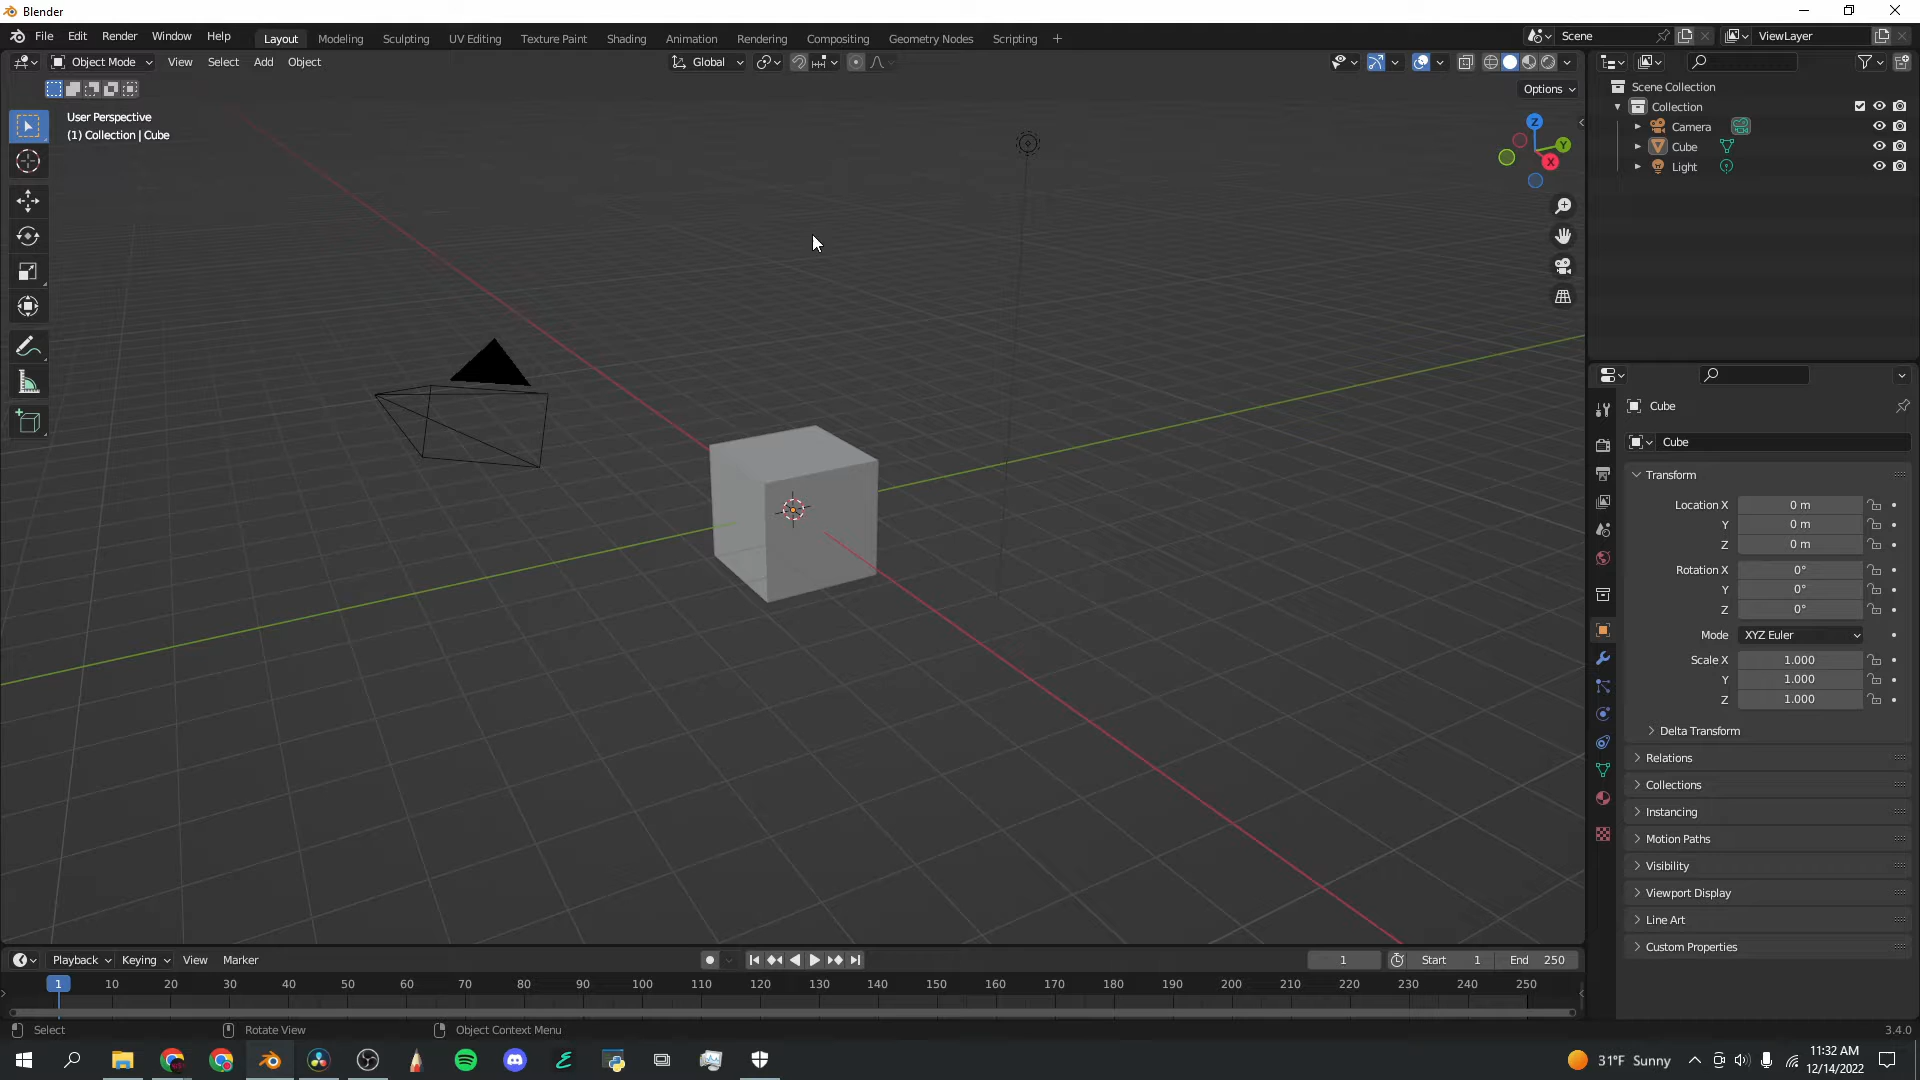 Blender
File Edit Render Window Help Layout Modeling Sculpting UV Editing Texture Paint Shading Animation Rendering Compositing Geometry Nodes Scripting + Scene ViewLayer
Object Mode View Select Add Object Global
Options
User Perspective
(1) Collection | Cube
Z
Y
X
Scene Collection
Collection
Camera
Cube
Light
Cube
Cube
Transform
Location X 0 m
Y 0 m
Z 0 m
Rotation X 0°
Y 0°
Z 0°
Mode XYZ Euler
Scale X 1.000
Y 1.000
Z 1.000
Delta Transform
Relations
Collections
Instancing
Motion Paths
Visibility
Viewport Display
Line Art
Custom Properties
Playback Keying View Marker 1 Start 1 End 250
1 10 20 30 40 50 60 70 80 90 100 110 120 130 140 150 160 170 180 190 200 210 220 230 240 250
Select Rotate View Object Context Menu 3.4.0
31°F Sunny
11:32 AM
12/14/2022